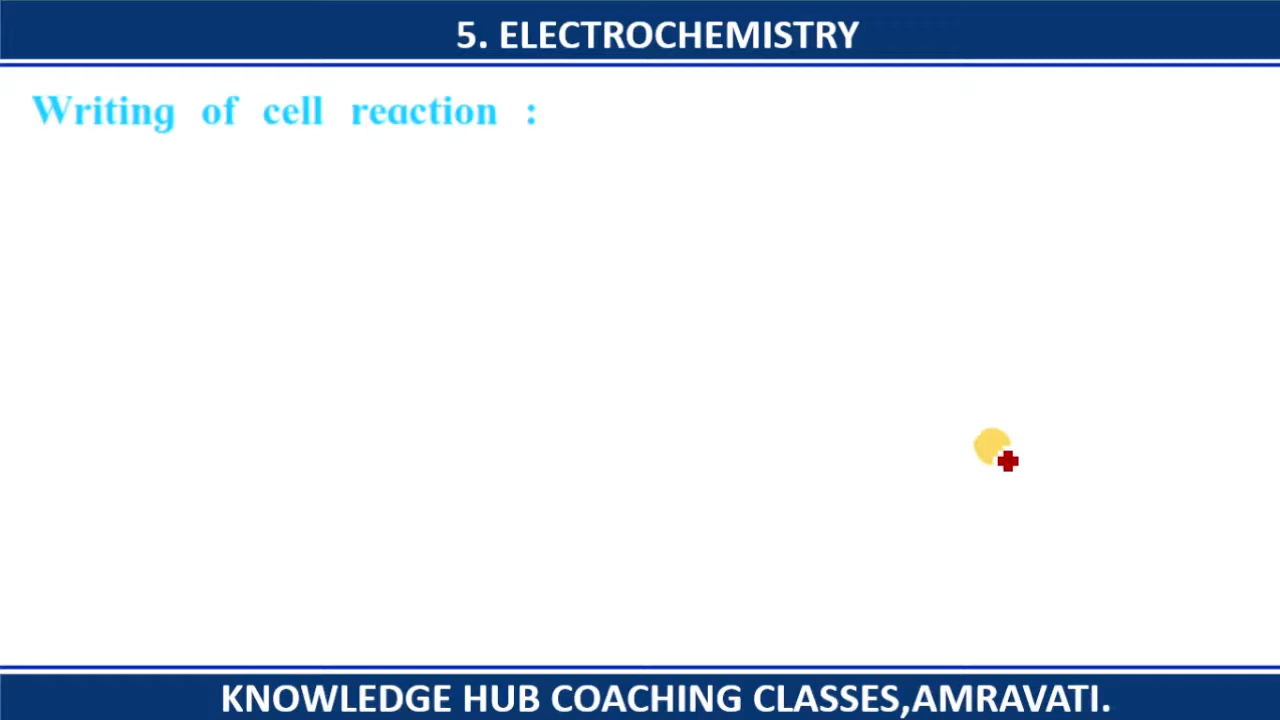 5. ELECTROCHEMISTRY
Writing of cell reaction :
KNOWLEDGE HUB COACHING CLASSES,AMRAVATI.